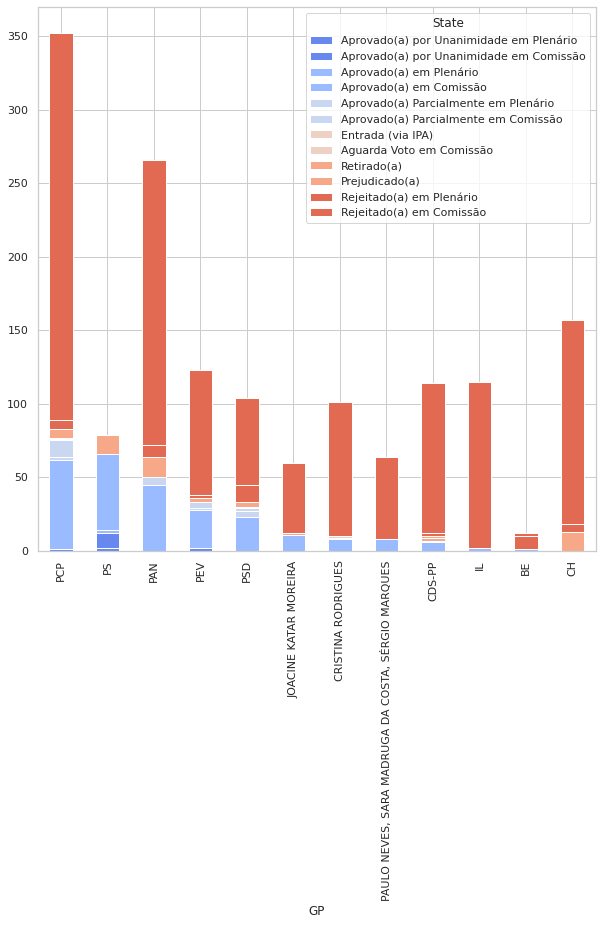 State
Aprovado(a) por Unanimidade em Plenário
Aprovado(a) por Unanimidade em Comissão
Aprovado(a) em Plenário
Aprovado(a) em Comissão
Aprovado(a) Parcialmente em Plenário
Aprovado(a) Parcialmente em Comissão
Entrada (via IPA)
Aguarda Voto em Comissão
Retirado(a)
Prejudicado(a)
Rejeitado(a) em Plenário
Rejeitado(a) em Comissão
350
300
250
200
150
100
50
0
PCP
PS
PAN
PEV
PSD
JOACINE KATAR MOREIRA
CRISTINA RODRIGUES
PAULO NEVES, SARA MADRUGA DA COSTA, SÉRGIO MARQUES
CDS-PP
IL
BE
CH
GP